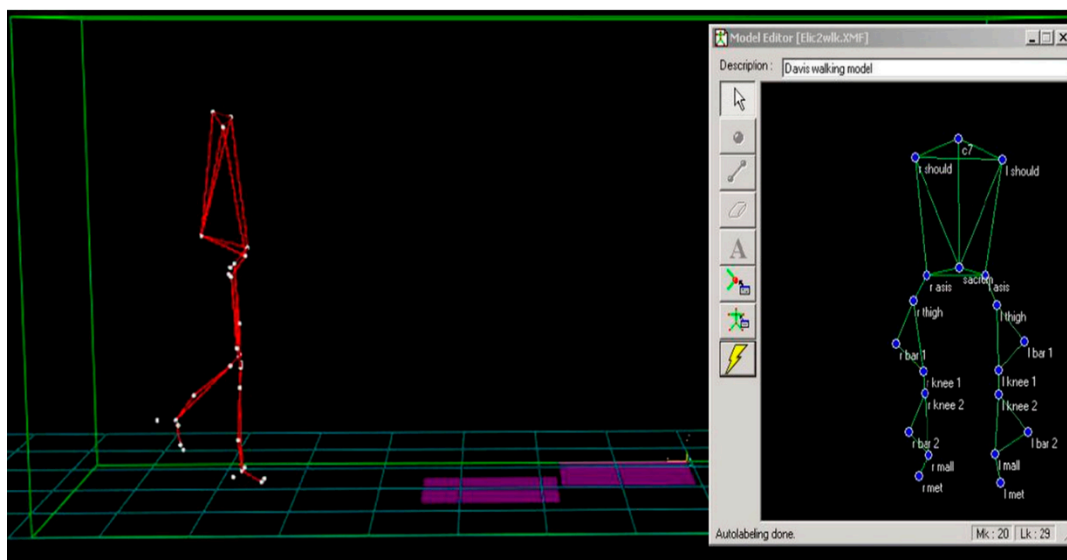 Model Editor [Elic2wlk.XMF]
Description : Davis walking model
A
c7
r should l should
sacrum
r asis l asis
r thigh l thigh
r bar 1 l bar 1
r knee 1 l knee 1
r knee 2 l knee 2
r bar 2 l bar 2
r mall l mall
r met l met
Autolabeling done. Mk : 20 Lk : 29